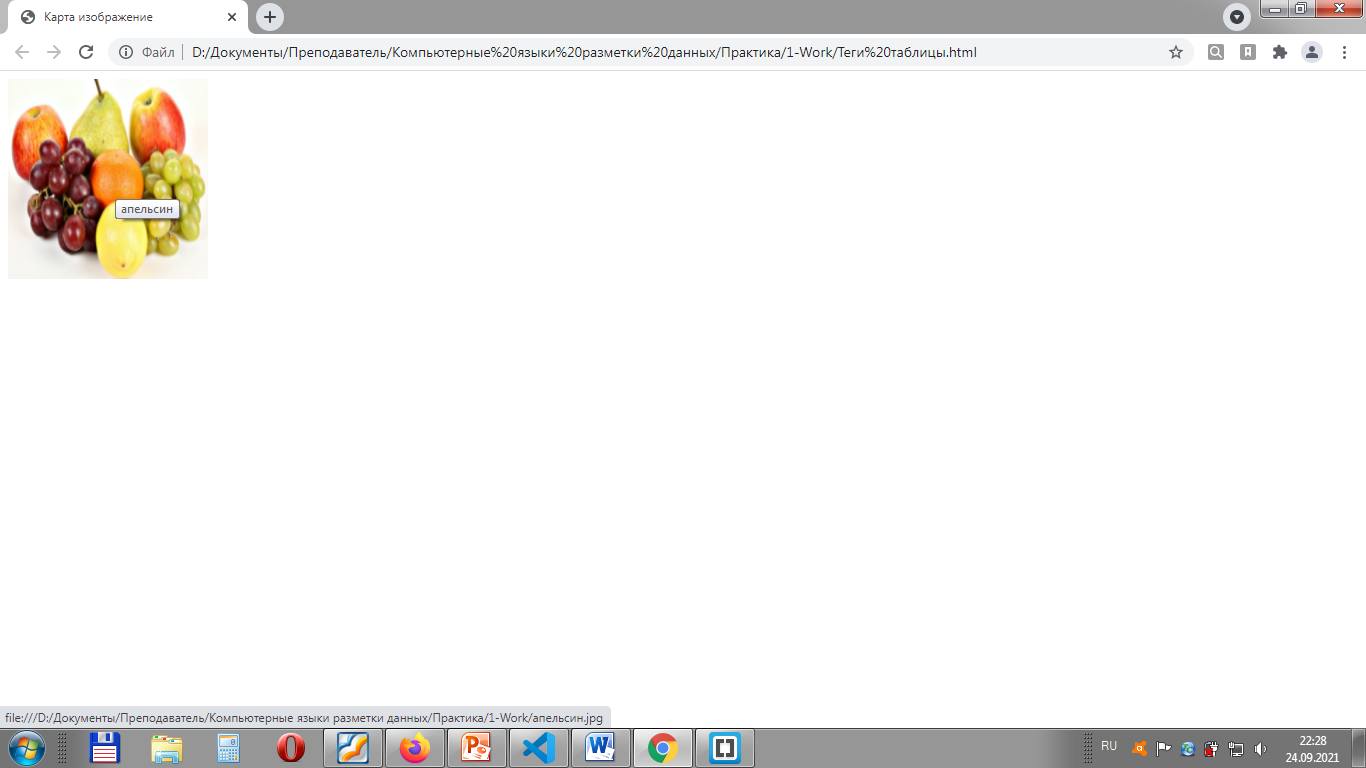 Карта изображение
Файл
D:/Документы/Преподаватель/Компьютерные%20языки%20разметки%20данных/Практика/1-Work/Теги%20таблицы.html
апельсин
file:///D:/Документы/Преподаватель/Компьютерные языки разметки данных/Практика/1-Work/апельсин.jpg
RU
22:28
24.09.2021